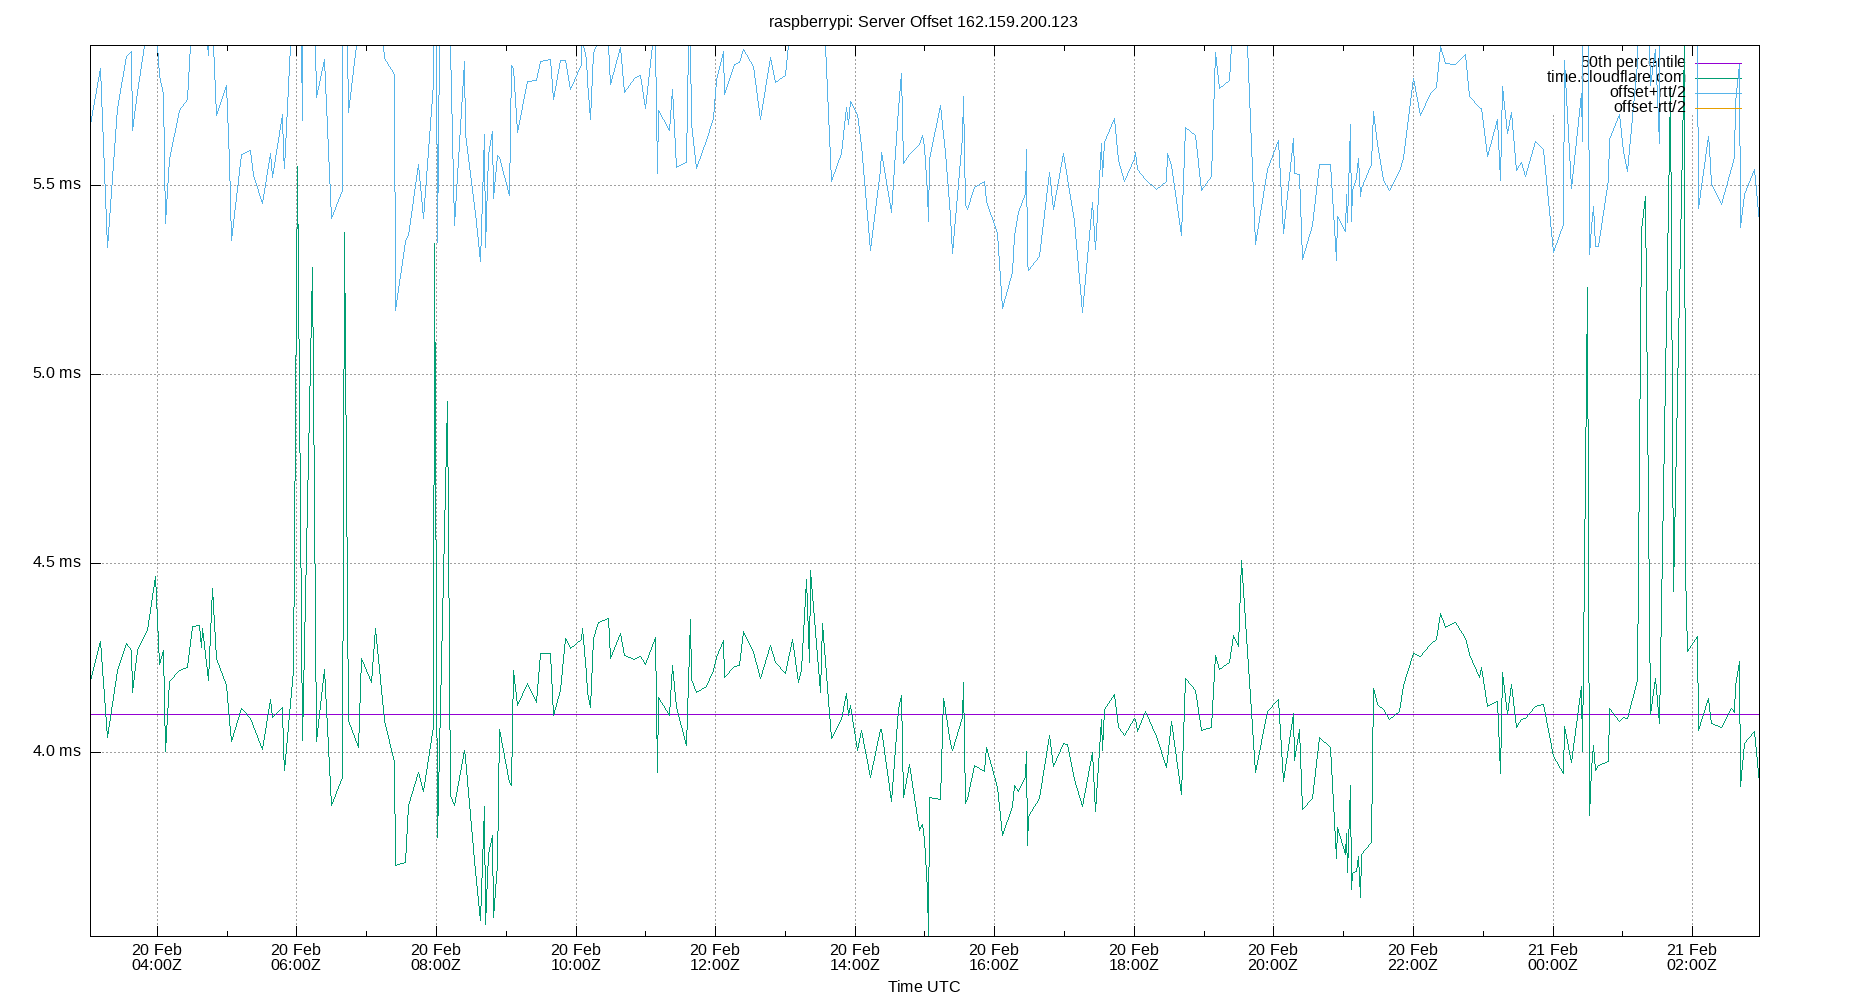 raspberrypi: Server Offset 162.159.200.123
50th percentile
time.cloudflare.com
offset+rtt/2
offset-rtt/2
5.5 ms
5.0 ms
4.5 ms
4.0 ms
20 Feb 20 Feb 20 Feb 20 Feb 20 Feb 20 Feb 20 Feb 20 Feb 20 Feb 20 Feb 21 Feb 21 Feb
04:00Z 06:00Z 08:00Z 10:00Z 12:00Z 14:00Z 16:00Z 18:00Z 20:00Z 22:00Z 00:00Z 02:00Z
Time UTC